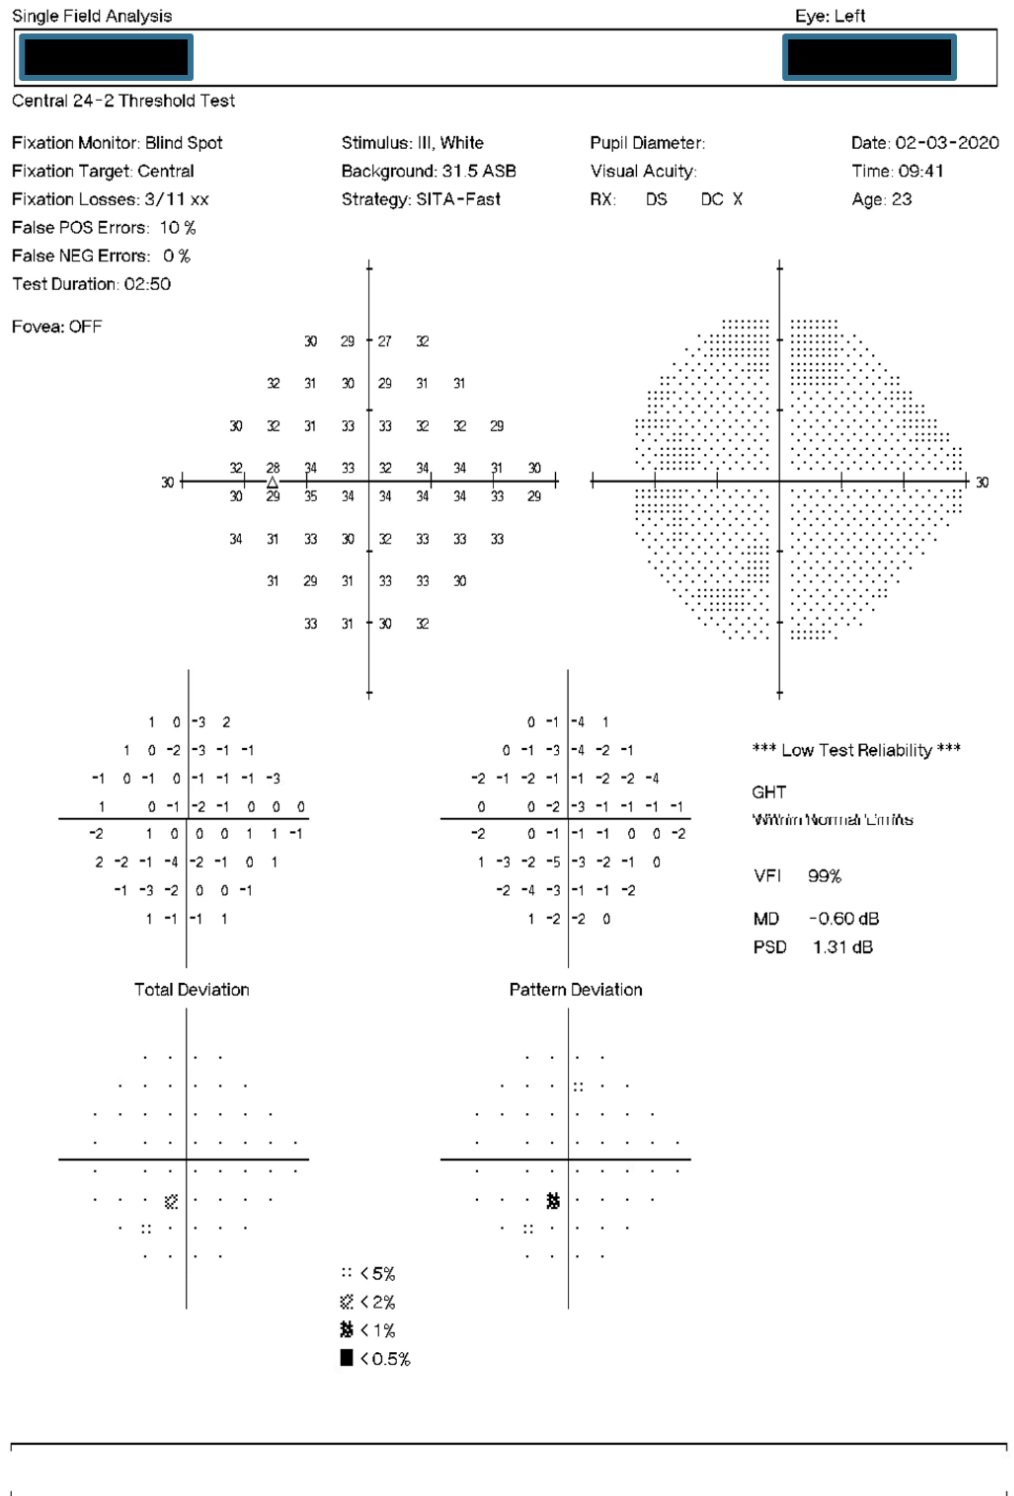 Single Field Analysis Eye: Left
Central 24-2 Threshold Test
Fixation Monitor: Blind Spot Stimulus: III, White Pupil Diameter: Date: 02-03-2020
Fixation Target: Central Background: 31.5 ASB Visual Acuity: Time: 09:41
Fixation Losses: 3/11 xx Strategy: SITA-Fast RX: DS DC X Age: 23
False POS Errors: 10 %
False NEG Errors: 0 %
Test Duration: 02:50
Fovea: OFF
30 29 27 32
32 31 30 29 31 31
30 32 31 33 33 32 32 29
32 28 34 33 32 34 34 31 30
30 30
30 29 35 34 34 34 34 33 29
34 31 33 30 32 33 33 33
31 29 31 33 33 30
33 31 30 32
1 0 -3 2 0 -1 -4 1
1 0 -2 -3 -1 -1 0 -1 -3 -4 -2 -1 *** Low Test Reliability ***
-1 0 -1 0 -1 -1 -1 -3 -2 -1 -2 -1 -1 -2 -2 -4
1 0 -1 -2 -1 0 0 0 0 0 -2 -3 -1 -1 -1 -1 GHT
Within Normal Limits
-2 1 0 0 0 1 1 -1 -2 0 -1 -1 -1 0 0 -2
2 -2 -1 -4 -2 -1 0 1 1 -3 -2 -5 -3 -2 -1 0
VFI 99%
-1 -3 -2 0 0 -1 -2 -4 -3 -1 -1 -2
1 -1 -1 1 1 -2 -2 0 MD -0.60 dB
PSD 1.31 dB
Total Deviation Pattern Deviation
< 5%
< 2%
< 1%
< 0.5%